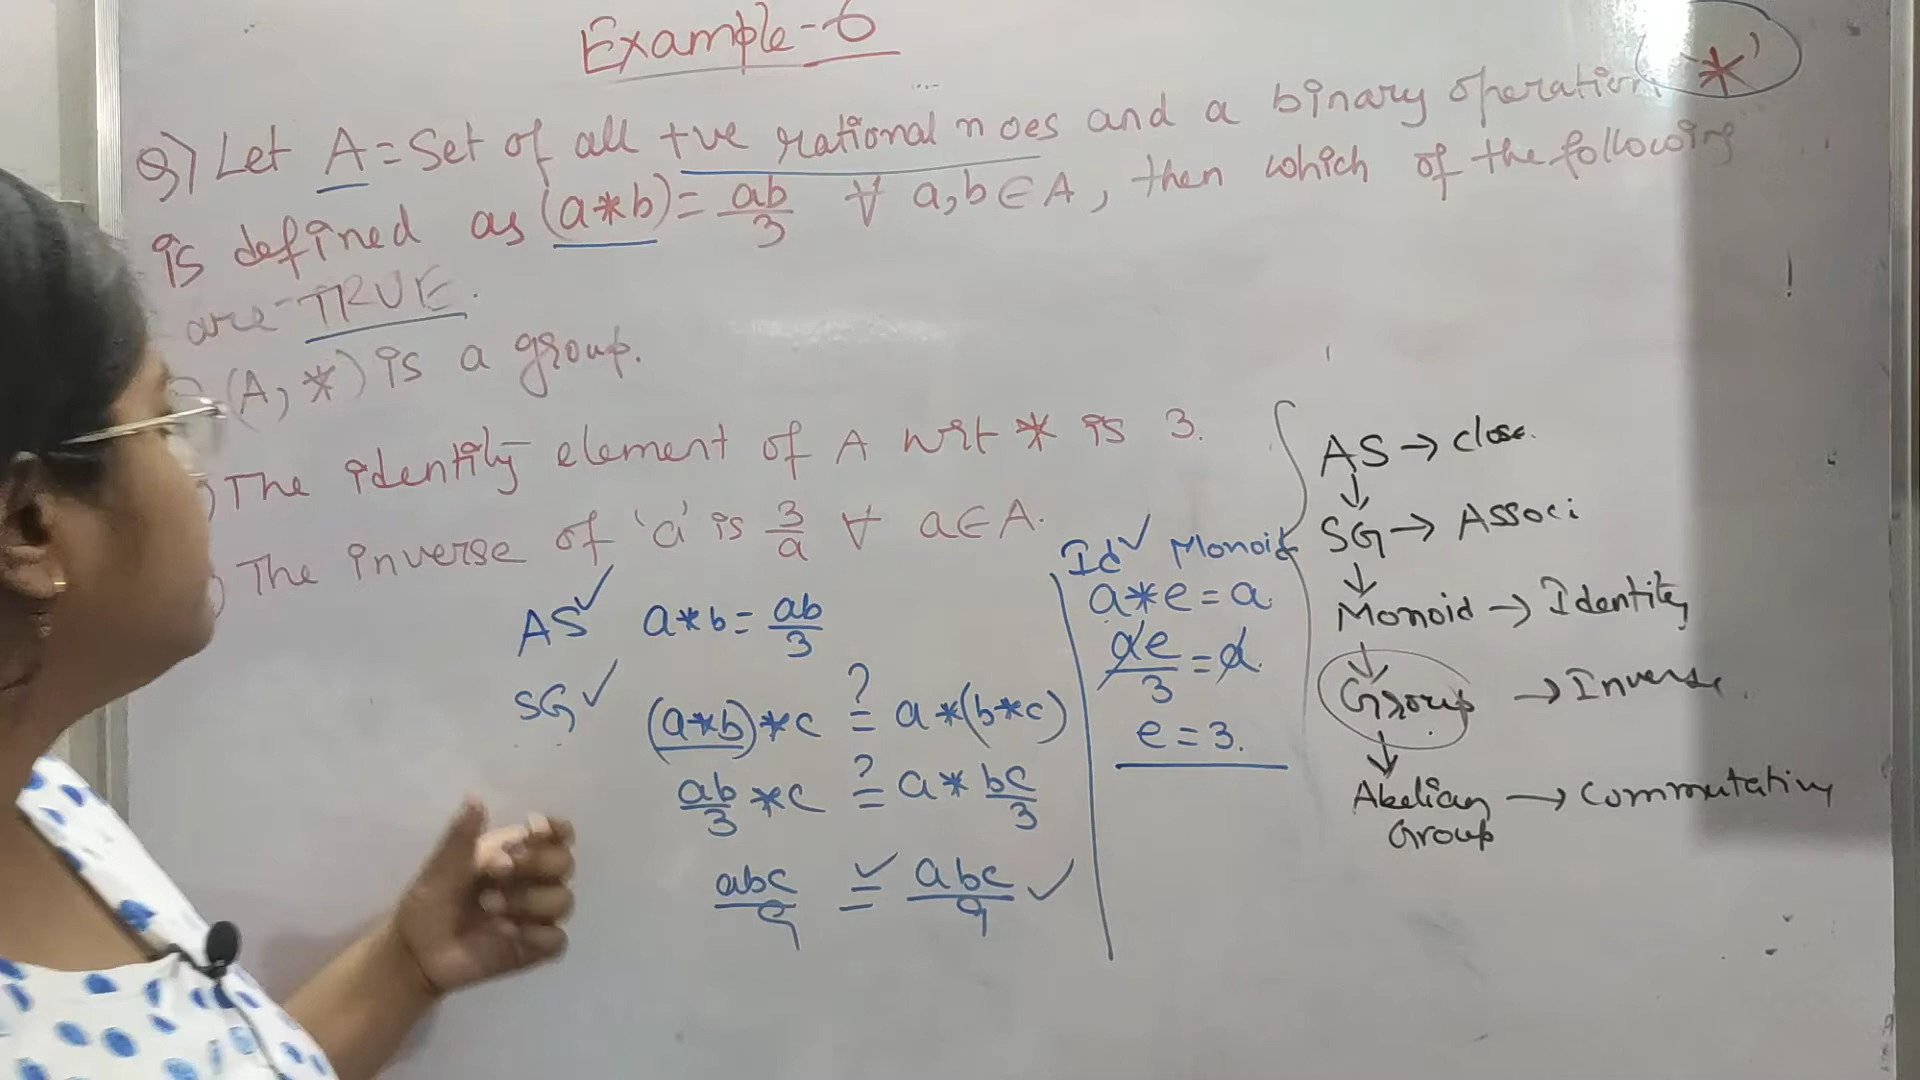 Example-6
'*'
Q) Let A = Set of all +ve rational noes and a binary operation
is defined as (a*b) = ab/3 ∀ a,b∈A, then which of the following
are TRUE.
(A, *) is a group.
The identity element of A wrt * is 3.
The inverse of 'a' is 3/a ∀ a∈A.
AS✓ a*b = ab/3
SG✓ (a*b)*c ?= a*(b*c)
ab/3 *c ?= a* bc/3
abc/9 ✓= abc/9 ✓
Id✓ Monoid
a*e = a
ae/3 = a.
e = 3.
AS → close.
↓
SG → Associ
↓
Monoid → Identity
↓
Group → Inverse.
↓
Abelian → Commutative
Group